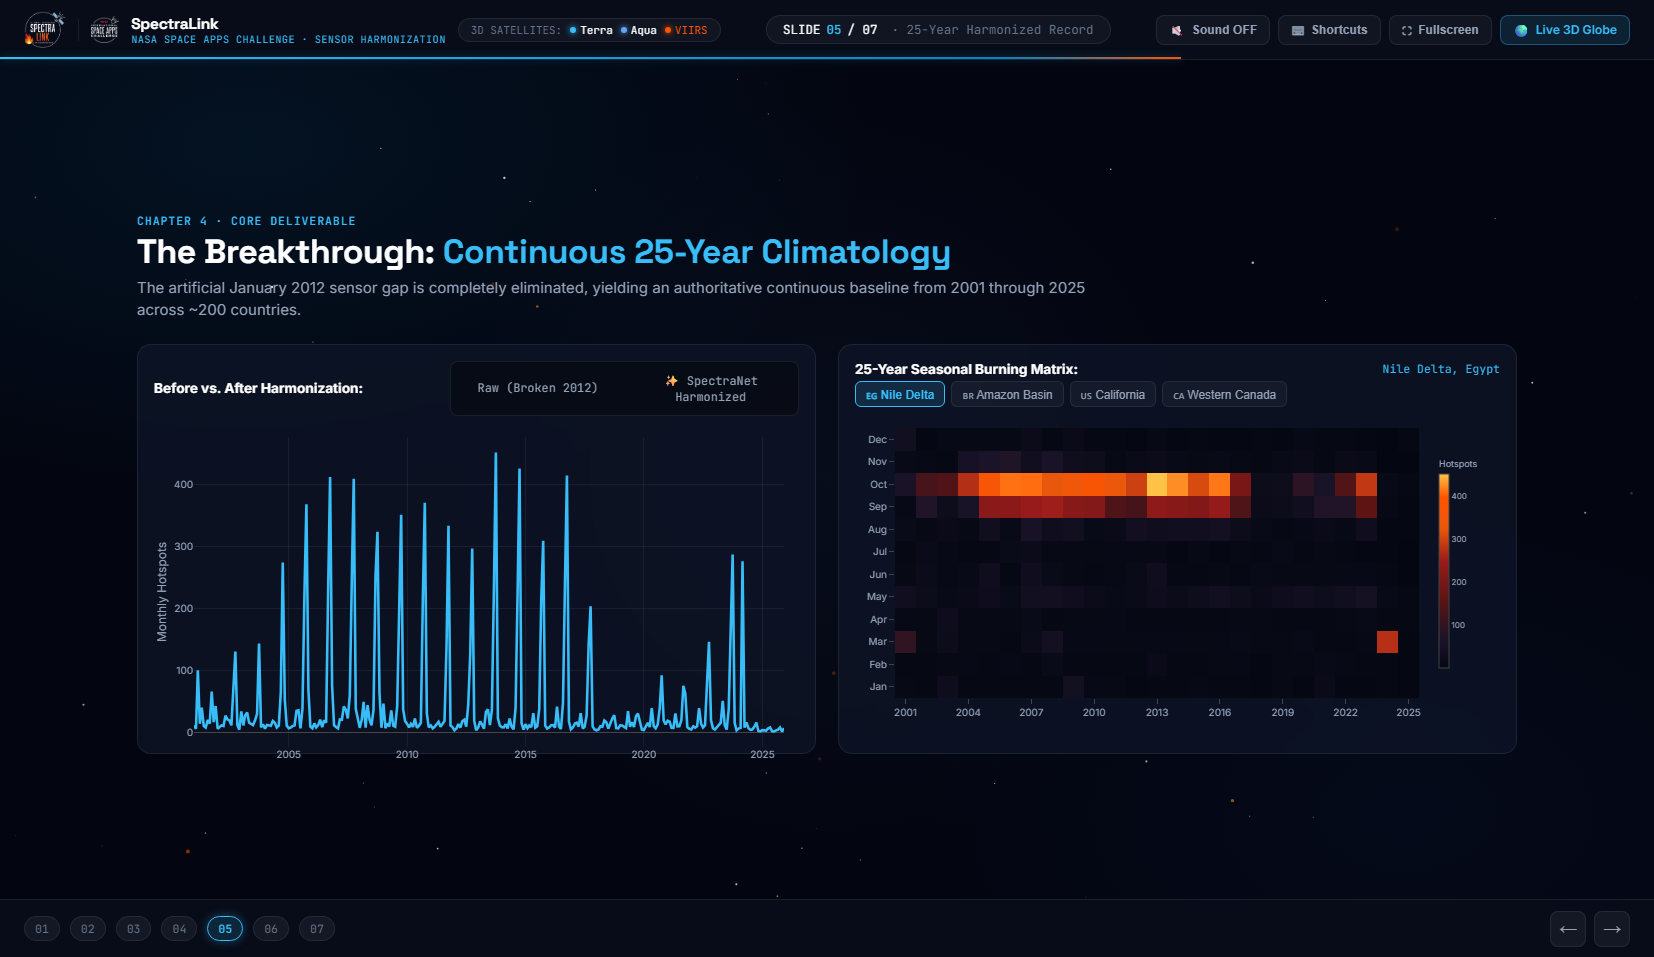 SPECTRA
LINK
SPACE APPS
CHALLENGE
SpectraLink
NASA SPACE APPS CHALLENGE · SENSOR HARMONIZATION
3D SATELLITES: Terra Aqua VIIRS
SLIDE 05 / 07 · 25-Year Harmonized Record
Sound OFF
Shortcuts
Fullscreen
Live 3D Globe
CHAPTER 4 · CORE DELIVERABLE
The Breakthrough: Continuous 25-Year Climatology
The artificial January 2012 sensor gap is completely eliminated, yielding an authoritative continuous baseline from 2001 through 2025
across ~200 countries.
Before vs. After Harmonization:
Raw (Broken 2012)
✨ SpectraNet
Harmonized
Monthly Hotspots
400
300
200
100
0
2005 2010 2015 2020 2025
25-Year Seasonal Burning Matrix:
Nile Delta, Egypt
EG Nile Delta
BR Amazon Basin
US California
CA Western Canada
Dec
Nov
Oct
Sep
Aug
Jul
Jun
May
Apr
Mar
Feb
Jan
2001 2004 2007 2010 2013 2016 2019 2022 2025
Hotspots
400
300
200
100
01 02 03 04 05 06 07
← →